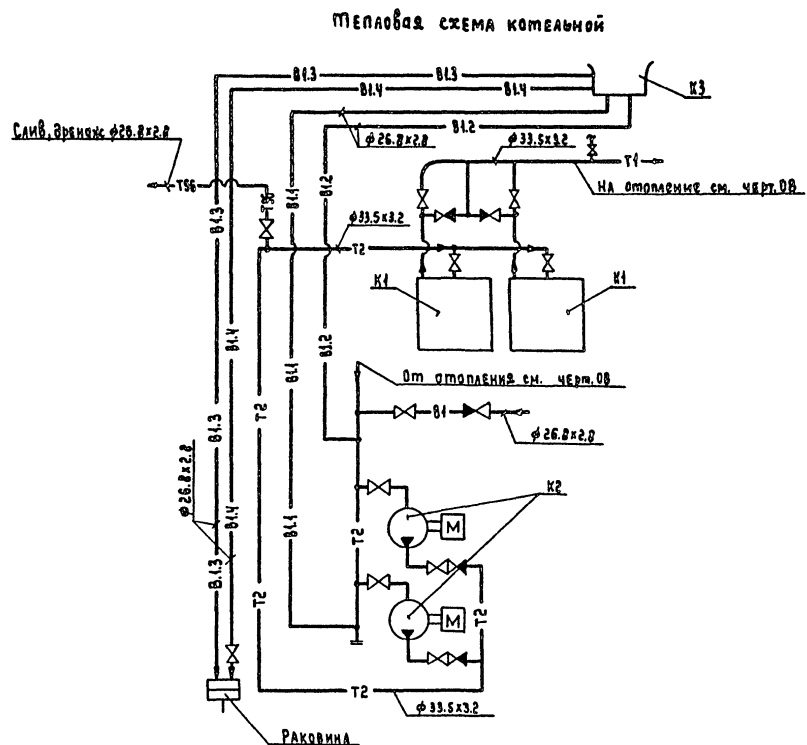 Тепловая схема котельной
В1.3
В1.3
В1.4
В1.4
К3
Слив, дренаж ф26.8х2.8
ф26.8х2.8
В1.2
ф33.5х3.2
Т1
На отопление см. черт. ОВ
Т96
Т96
В1.3
В1.1
В1.2
ф33.5х3.2
Т2
К1
К1
В1.4
В1.1
В1.2
От отопления см. черт. ОВ
Т2
В1
ф26.8х2.8
В1.3
ф26.8х2.8
В1.4
К2
В1.1
Т2
М
В.1.3
Т2
М
Т2
Т2
ф33.5х3.2
Раковина